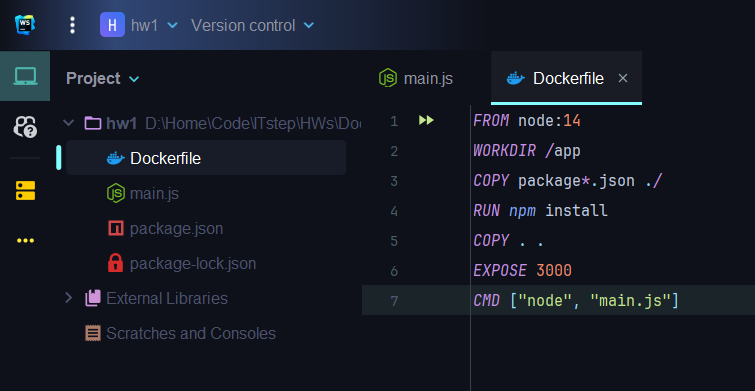 WS
H hw1 Version control
Project
hw1 D:\Home\Code\ITstep\HWs\Doc
Dockerfile
main.js
package.json
package-lock.json
External Libraries
Scratches and Consoles
main.js Dockerfile
1 FROM node:14
2 WORKDIR /app
3 COPY package*.json ./
4 RUN npm install
5 COPY . .
6 EXPOSE 3000
7 CMD ["node", "main.js"]